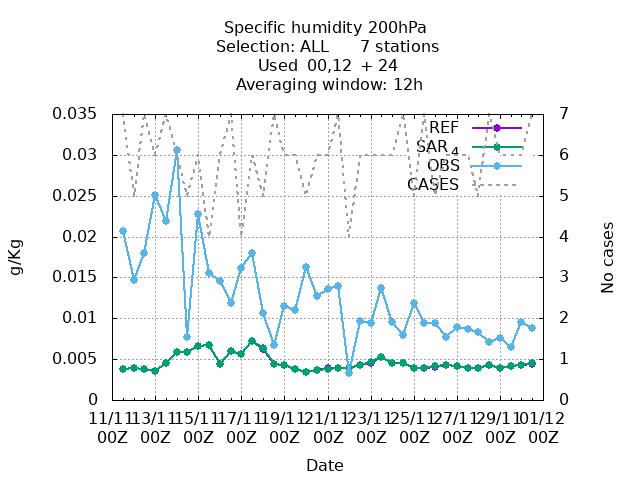 Specific humidity 200hPa
Selection: ALL 7 stations
Used 00,12 + 24
Averaging window: 12h
0.035
0.03
0.025
0.02
0.015
0.01
0.005
0
7
6
5
4
3
2
1
0
g/Kg
No cases
REF
SAR_4
OBS
CASES
11/11 13/11 15/11 17/11 19/11 21/11 23/11 25/11 27/11 29/11 01/12
00Z 00Z 00Z 00Z 00Z 00Z 00Z 00Z 00Z 00Z 00Z
Date